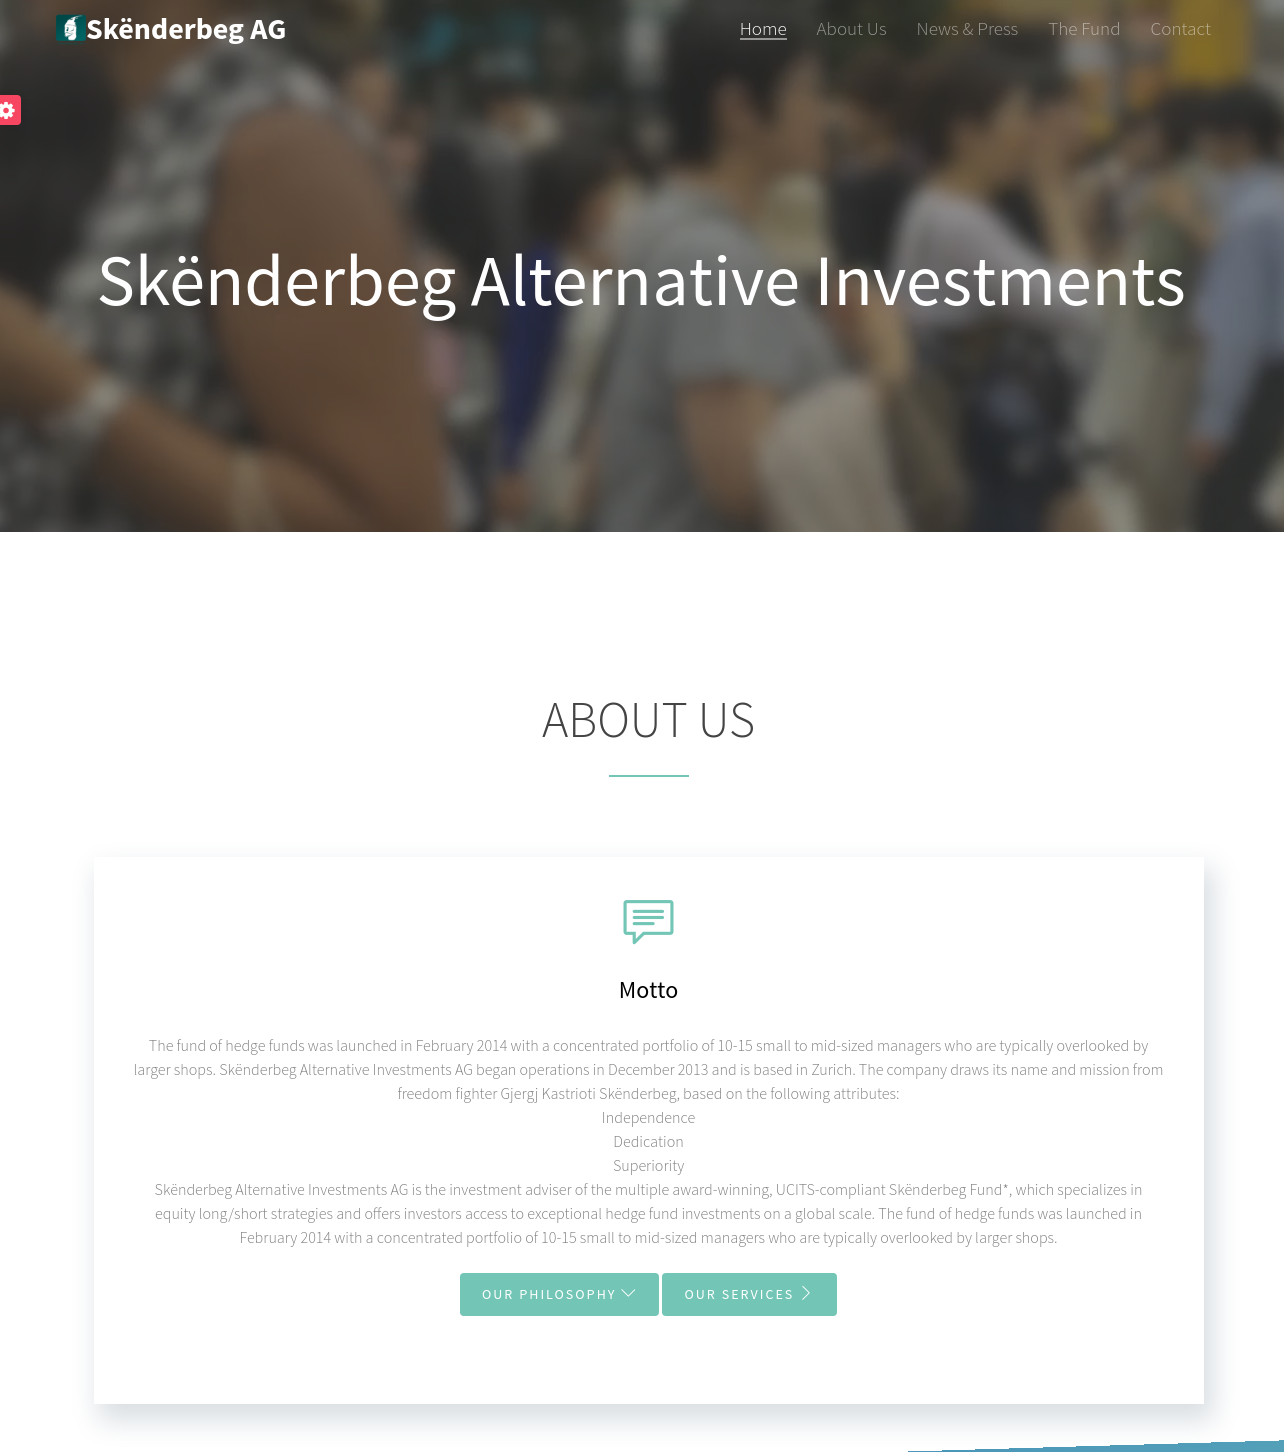 Skënderbeg AG
Home About Us News & Press The Fund Contact
Skënderbeg Alternative Investments
ABOUT US
Motto
The fund of hedge funds was launched in February 2014 with a concentrated portfolio of 10-15 small to mid-sized managers who are typically overlooked by
larger shops. Skënderbeg Alternative Investments AG began operations in December 2013 and is based in Zurich. The company draws its name and mission from
freedom fighter Gjergj Kastrioti Skënderbeg, based on the following attributes:
Independence
Dedication
Superiority
Skënderbeg Alternative Investments AG is the investment adviser of the multiple award-winning, UCITS-compliant Skënderbeg Fund*, which specializes in
equity long/short strategies and offers investors access to exceptional hedge fund investments on a global scale. The fund of hedge funds was launched in
February 2014 with a concentrated portfolio of 10-15 small to mid-sized managers who are typically overlooked by larger shops.
OUR PHILOSOPHY OUR SERVICES